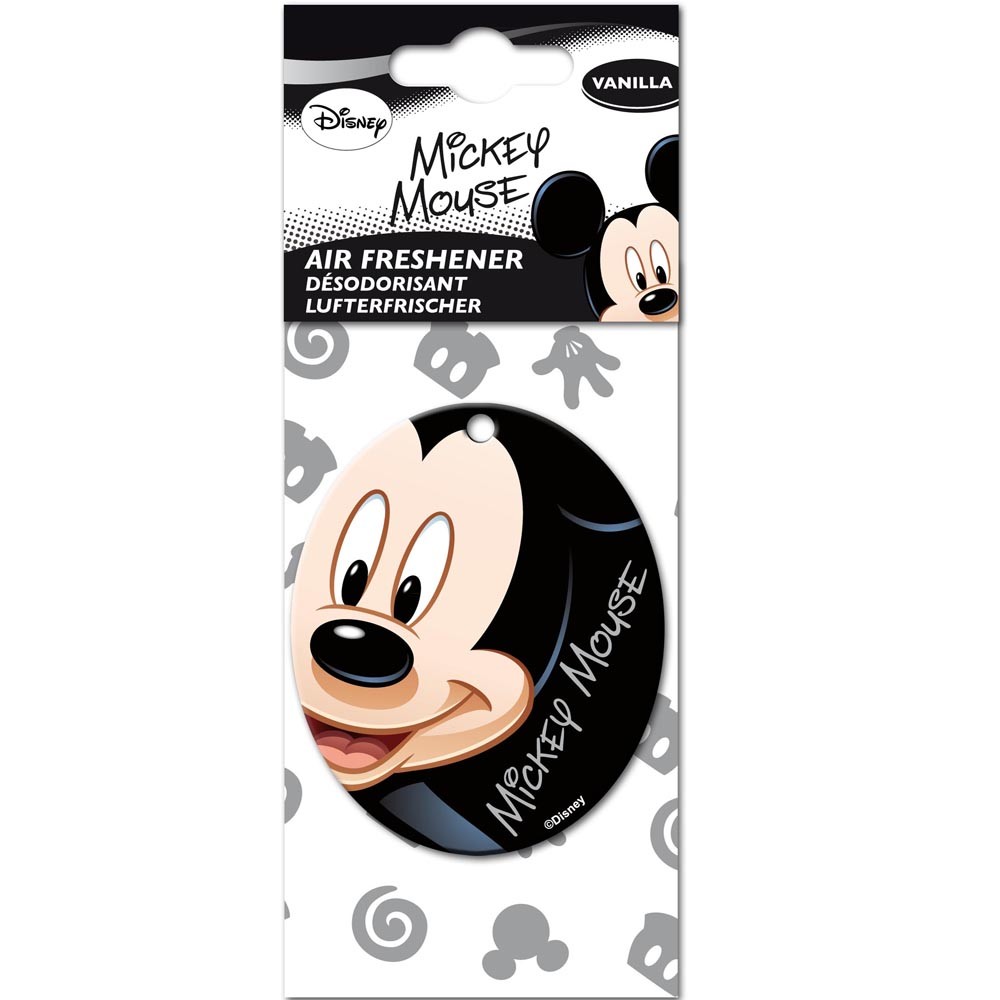 VANILLA
Disney
Mickey
Mouse
AIR FRESHENER
DÉSODORISANT
LUFTERFRISCHER
Mickey Mouse
©Disney